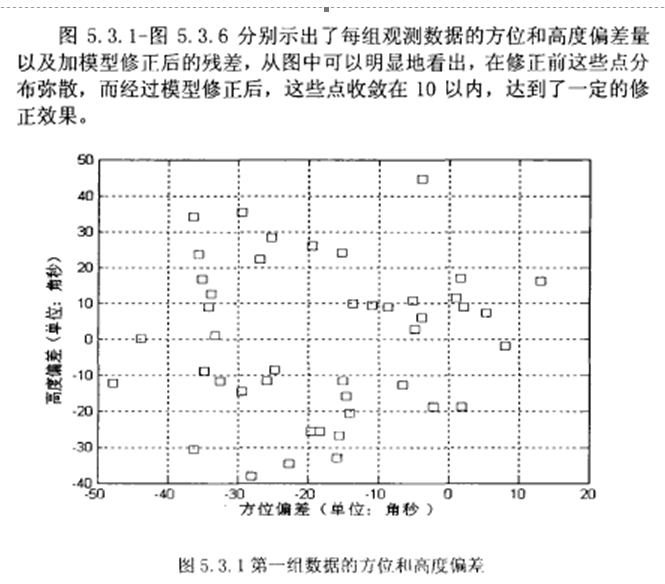 图 5.3.1-图 5.3.6 分别示出了每组观测数据的方位和高度偏差量
以及加模型修正后的残差，从图中可以明显地看出，在修正前这些点分
布弥散，而经过模型修正后，这些点收敛在 10 以内，达到了一定的修
正效果。
50
40
30
20
10
0
-10
-20
-30
-40
高度偏差（单位：角秒）
-50 -40 -30 -20 -10 0 10 20
方位偏差（单位：角秒）
图 5.3.1 第一组数据的方位和高度偏差